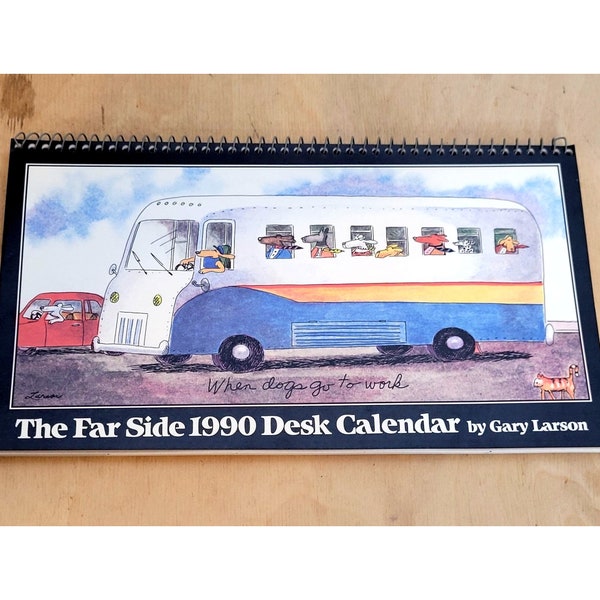 Larson
When dogs go to work
The Far Side 1990 Desk Calendar by Gary Larson